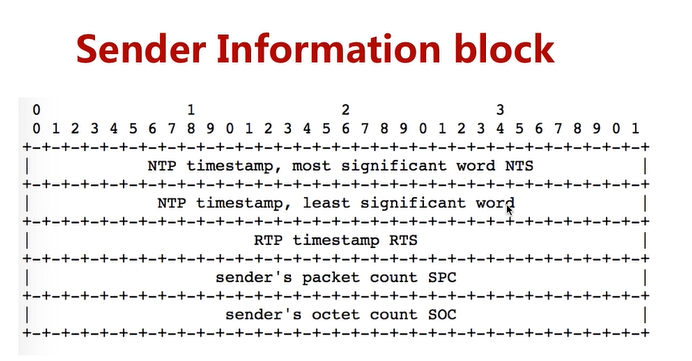 Sender Information block
0 1 2 3
0 1 2 3 4 5 6 7 8 9 0 1 2 3 4 5 6 7 8 9 0 1 2 3 4 5 6 7 8 9 0 1
+-+-+-+-+-+-+-+-+-+-+-+-+-+-+-+-+-+-+-+-+-+-+-+-+-+-+-+-+-+-+-+-+
| NTP timestamp, most significant word NTS |
+-+-+-+-+-+-+-+-+-+-+-+-+-+-+-+-+-+-+-+-+-+-+-+-+-+-+-+-+-+-+-+-+
| NTP timestamp, least significant word |
+-+-+-+-+-+-+-+-+-+-+-+-+-+-+-+-+-+-+-+-+-+-+-+-+-+-+-+-+-+-+-+-+
| RTP timestamp RTS |
+-+-+-+-+-+-+-+-+-+-+-+-+-+-+-+-+-+-+-+-+-+-+-+-+-+-+-+-+-+-+-+-+
| sender's packet count SPC |
+-+-+-+-+-+-+-+-+-+-+-+-+-+-+-+-+-+-+-+-+-+-+-+-+-+-+-+-+-+-+-+-+
| sender's octet count SOC |
+-+-+-+-+-+-+-+-+-+-+-+-+-+-+-+-+-+-+-+-+-+-+-+-+-+-+-+-+-+-+-+-+